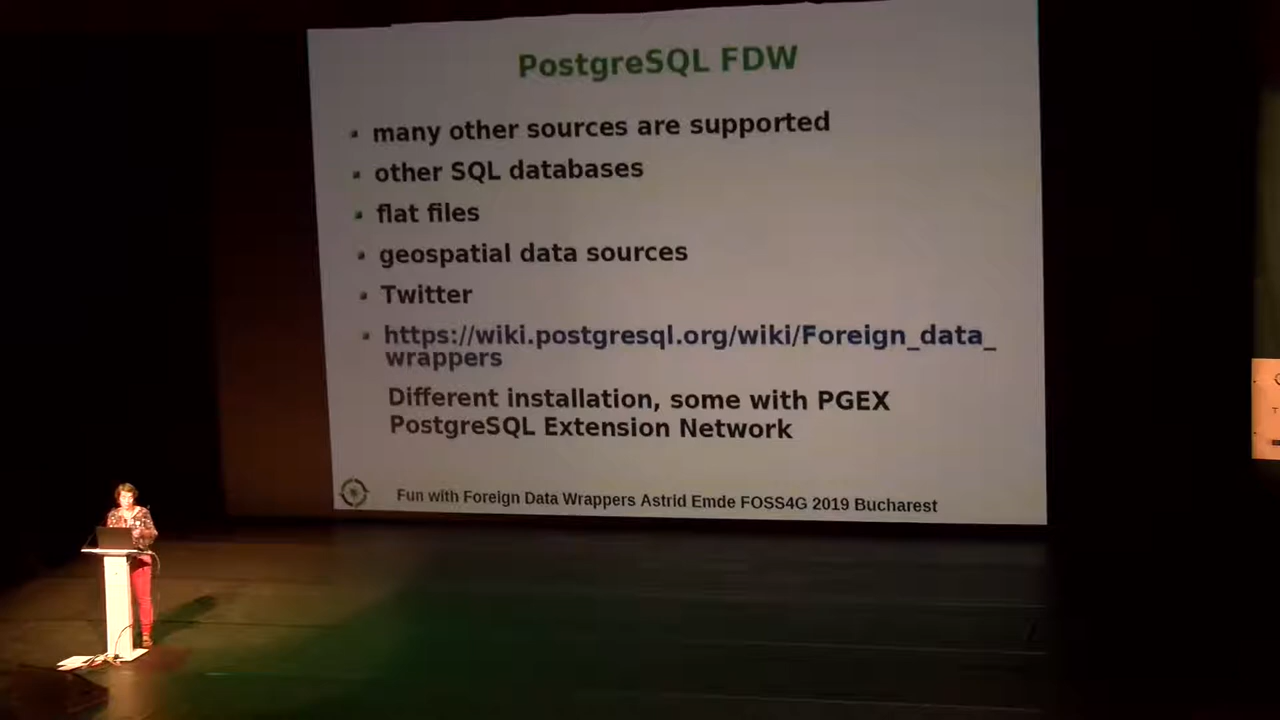 PostgreSQL FDW
many other sources are supported
other SQL databases
flat files
geospatial data sources
Twitter
https://wiki.postgresql.org/wiki/Foreign_data_
wrappers
Different installation, some with PGEX
PostgreSQL Extension Network
Fun with Foreign Data Wrappers Astrid Emde FOSS4G 2019 Bucharest